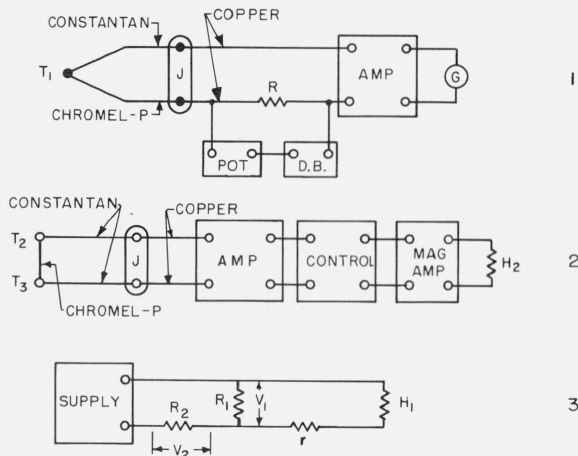 CONSTANTAN
COPPER
T1
J
R
AMP
G
1
CHROMEL-P
POT
D.B.
CONSTANTAN
COPPER
T2
J
AMP
CONTROL
MAG
AMP
H2
2
T3
CHROMEL-P
SUPPLY
R2
R1
V1
H1
3
r
V2